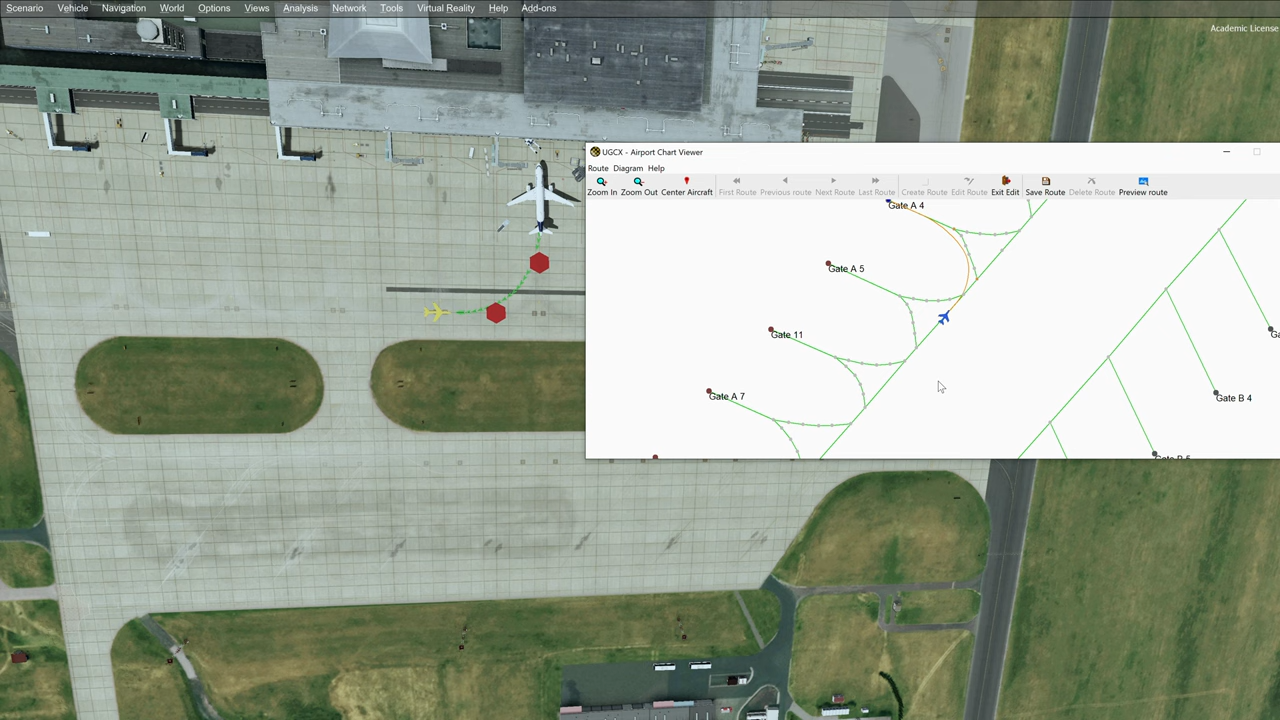 Scenario Vehicle Navigation World Options Views Analysis Network Tools Virtual Reality Help Add-ons
Academic License
UGCX - Airport Chart Viewer
Route Diagram Help
Zoom In Zoom Out Center Aircraft First Route Previous route Next Route Last Route Create Route Edit Route Exit Edit Save Route Delete Route Preview route
Gate A 4
Gate A 5
Gate 11
Ga
Gate A 7
Gate B 4
Gate B 5